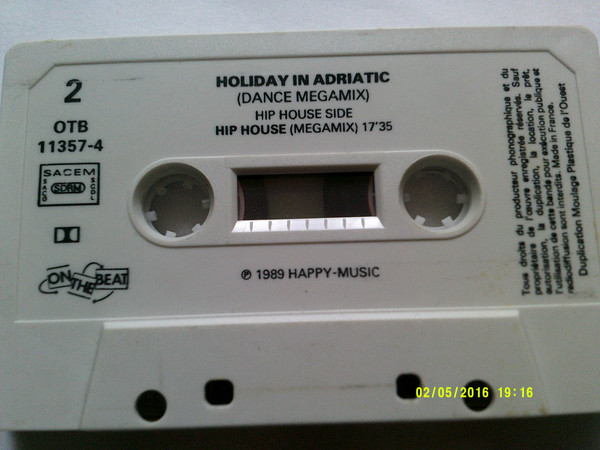 2
HOLIDAY IN ADRIATIC
(DANCE MEGAMIX)
HIP HOUSE SIDE
HIP HOUSE (MEGAMIX) 17'35
OTB
11357-4
SACEM
SACD
SDRM
SGDL
ON THE BEAT
℗ 1989 HAPPY-MUSIC
Tous droits du producteur phonographique et du
propriétaire de l'œuvre enregistrée réservés. Sauf
autorisation, la duplication, la location, le prêt,
l'utilisation de cette bande pour exécution publique et
radiodiffusion sont interdits. Made in France.
Duplication Moulage Plastique de l'Ouest
02/05/2016 19:16